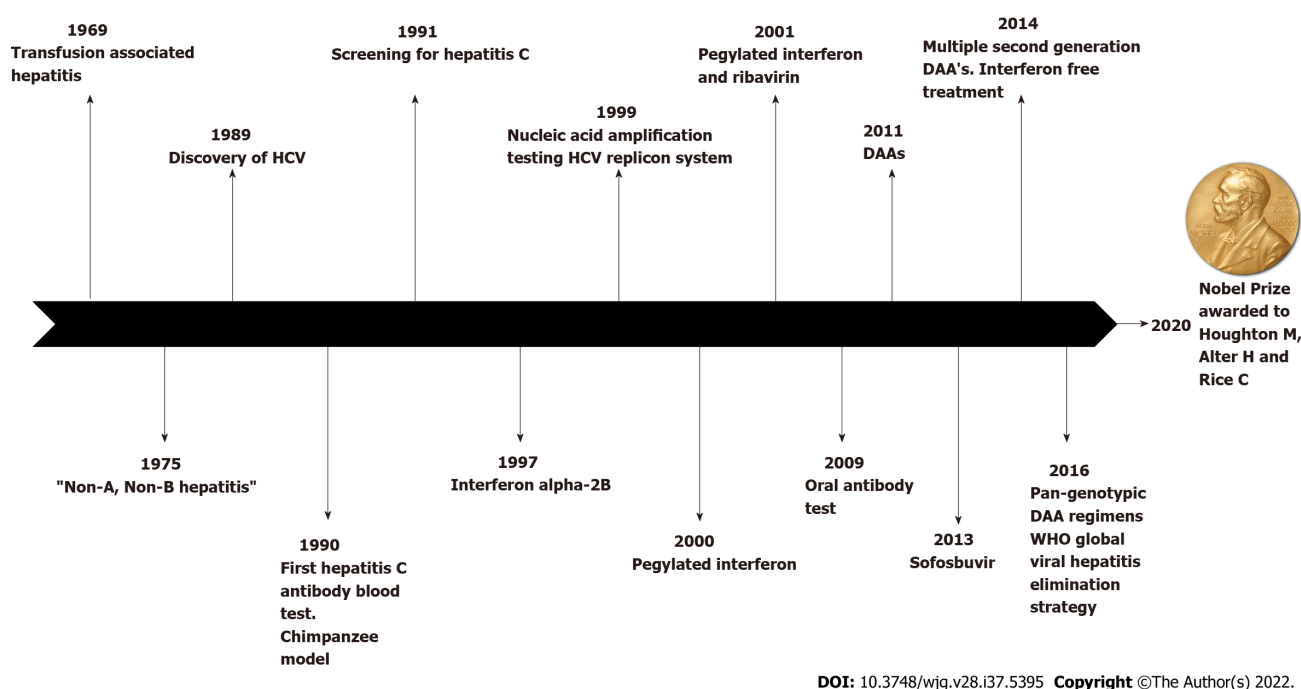 1969
Transfusion associated
hepatitis
1989
Discovery of HCV
1991
Screening for hepatitis C
1999
Nucleic acid amplification
testing HCV replicon system
2001
Pegylated interferon
and ribavirin
2011
DAAs
2014
Multiple second generation
DAA's. Interferon free
treatment
2020
Nobel Prize
awarded to
Houghton M,
Alter H and
Rice C
1975
"Non-A, Non-B hepatitis"
1990
First hepatitis C
antibody blood
test.
Chimpanzee
model
1997
Interferon alpha-2B
2000
Pegylated interferon
2009
Oral antibody
test
2013
Sofosbuvir
2016
Pan-genotypic
DAA regimens
WHO global
viral hepatitis
elimination
strategy
DOI: 10.3748/wjg.v28.i37.5395 Copyright ©The Author(s) 2022.